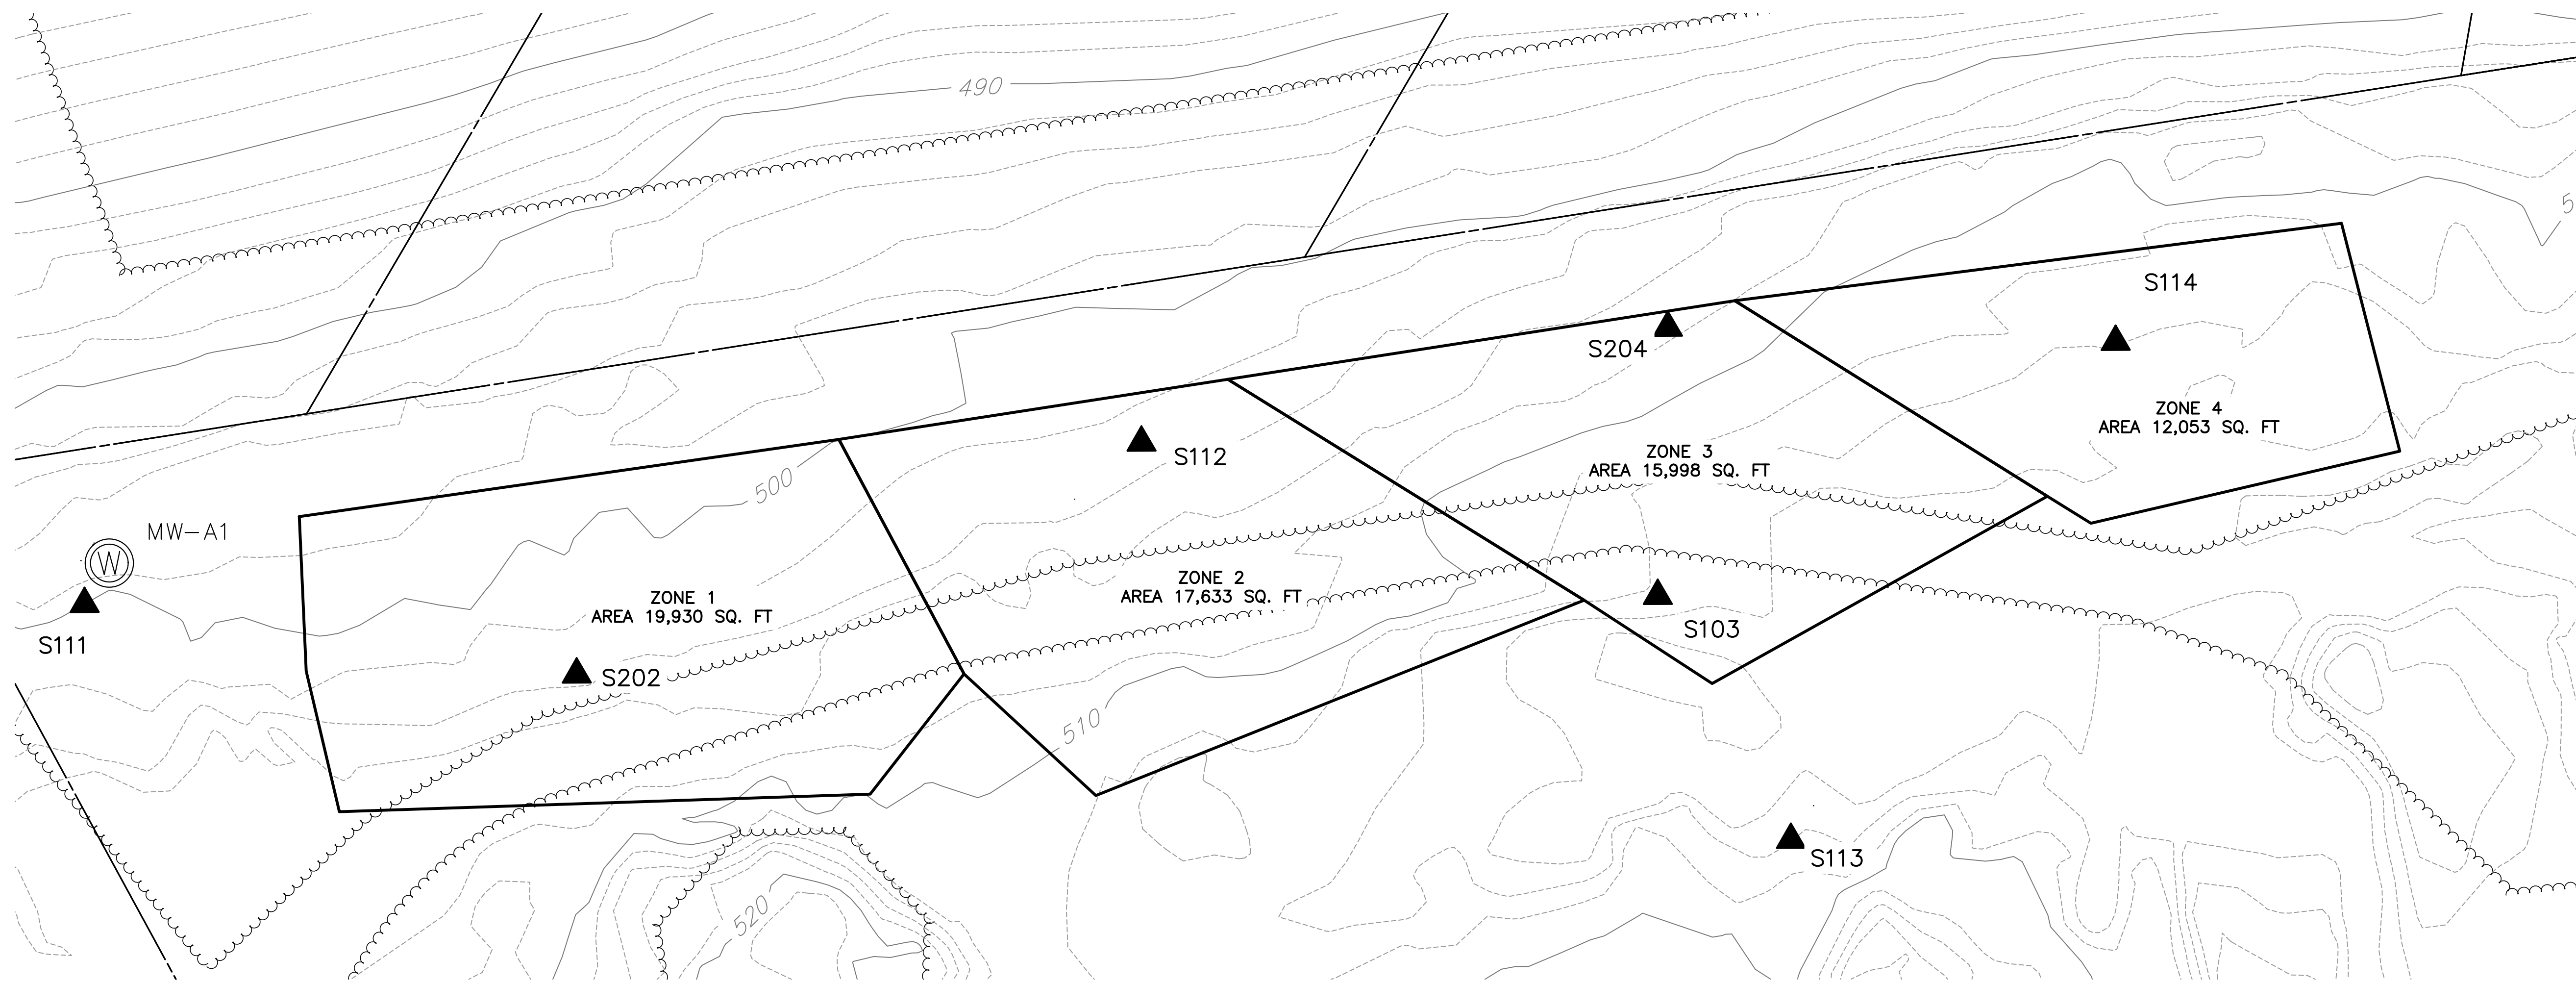 490
5
S114
S204
ZONE 4
AREA 12,053 SQ. FT
S112
ZONE 3
AREA 15,998 SQ. FT
500
MW-A1
W
ZONE 2
AREA 17,633 SQ. FT
ZONE 1
AREA 19,930 SQ. FT
S103
S111
S202
510
S113
520